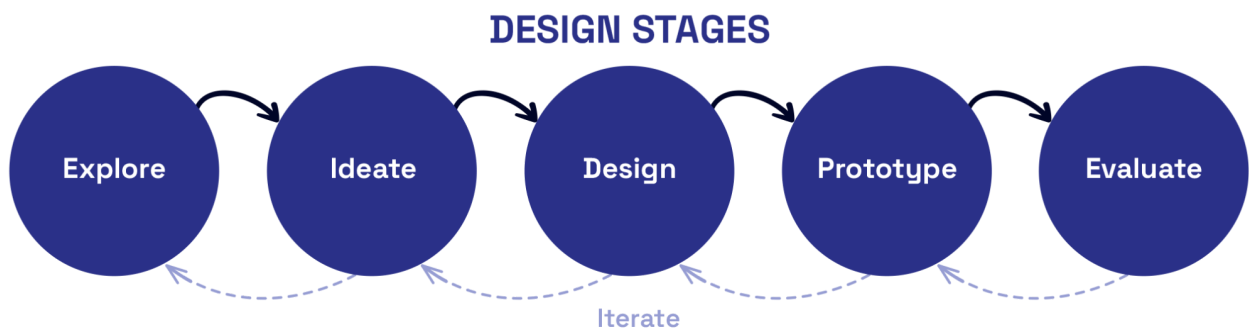 DESIGN STAGES
Explore
Ideate
Design
Prototype
Evaluate
Iterate